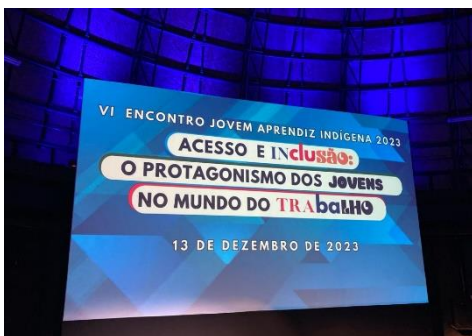 VI ENCONTRO JOVEM APRENDIZ INDÍGENA 2023
ACESSO E INclusão:
O PROTAGONISMO DOS JOVENS
NO MUNDO DO TRAbaLHO
13 DE DEZEMBRO DE 2023